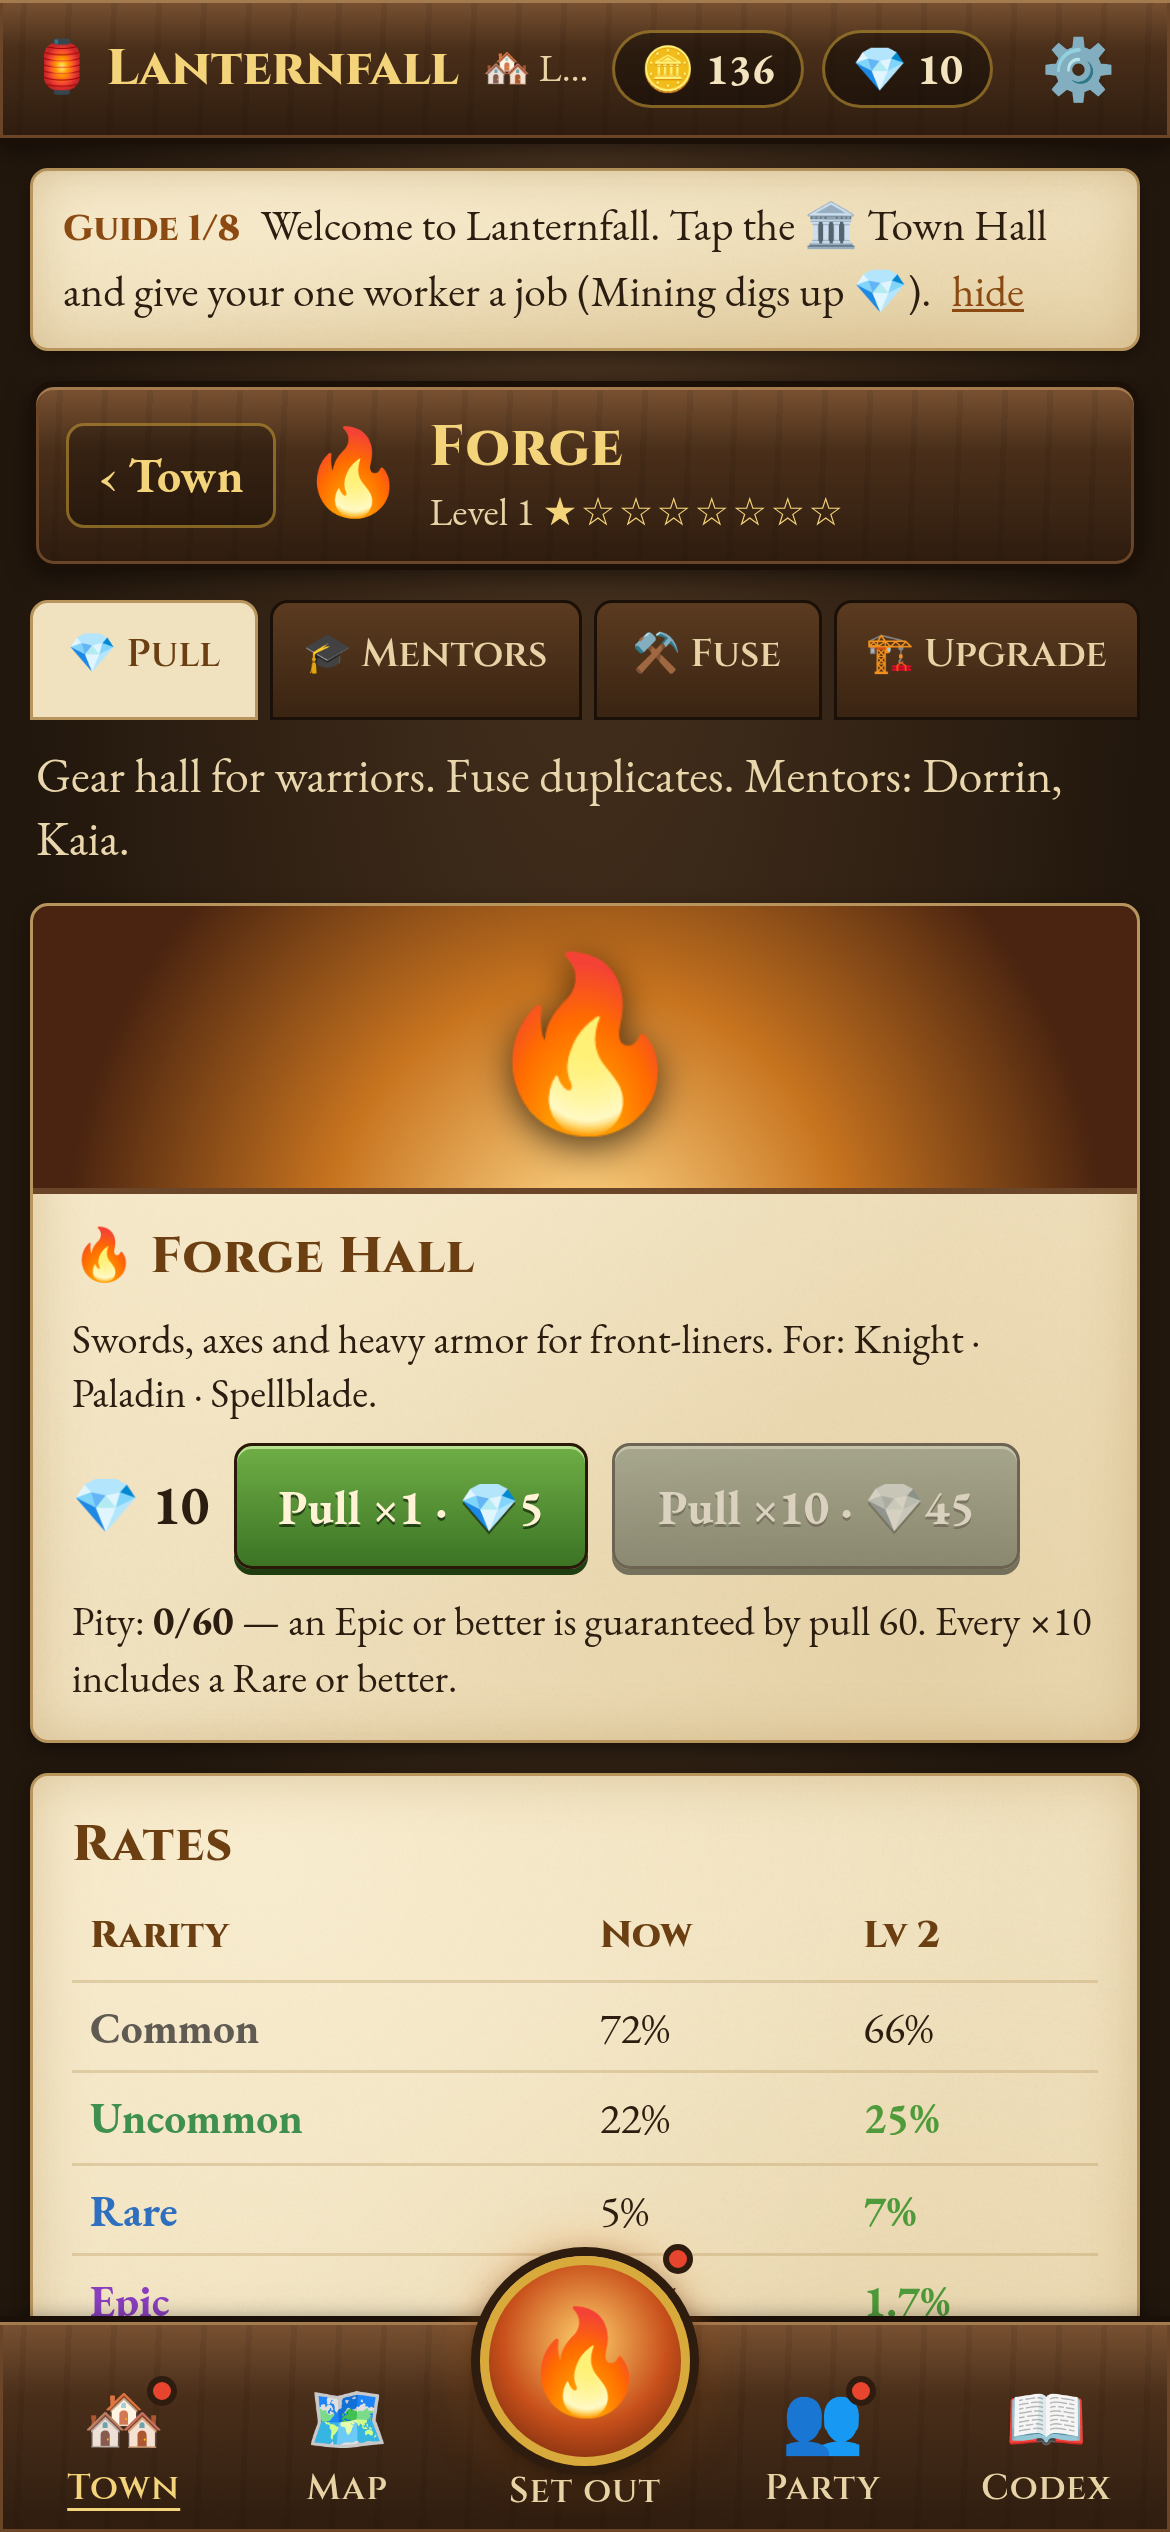 LANTERNFALL L... 136 10
GUIDE 1/8 Welcome to Lanternfall. Tap the Town Hall
and give your one worker a job (Mining digs up ). hide
‹ Town
FORGE
Level 1 ★☆☆☆☆☆☆☆
PULL MENTORS FUSE UPGRADE
Gear hall for warriors. Fuse duplicates. Mentors: Dorrin,
Kaia.
FORGE HALL
Swords, axes and heavy armor for front-liners. For: Knight ·
Paladin · Spellblade.
10 Pull ×1 · 5 Pull ×10 · 45
Pity: 0/60 — an Epic or better is guaranteed by pull 60. Every ×10
includes a Rare or better.
RATES
RARITY NOW LV 2
Common 72% 66%
Uncommon 22% 25%
Rare 5% 7%
Epic 1.7%
TOWN MAP SET OUT PARTY CODEX